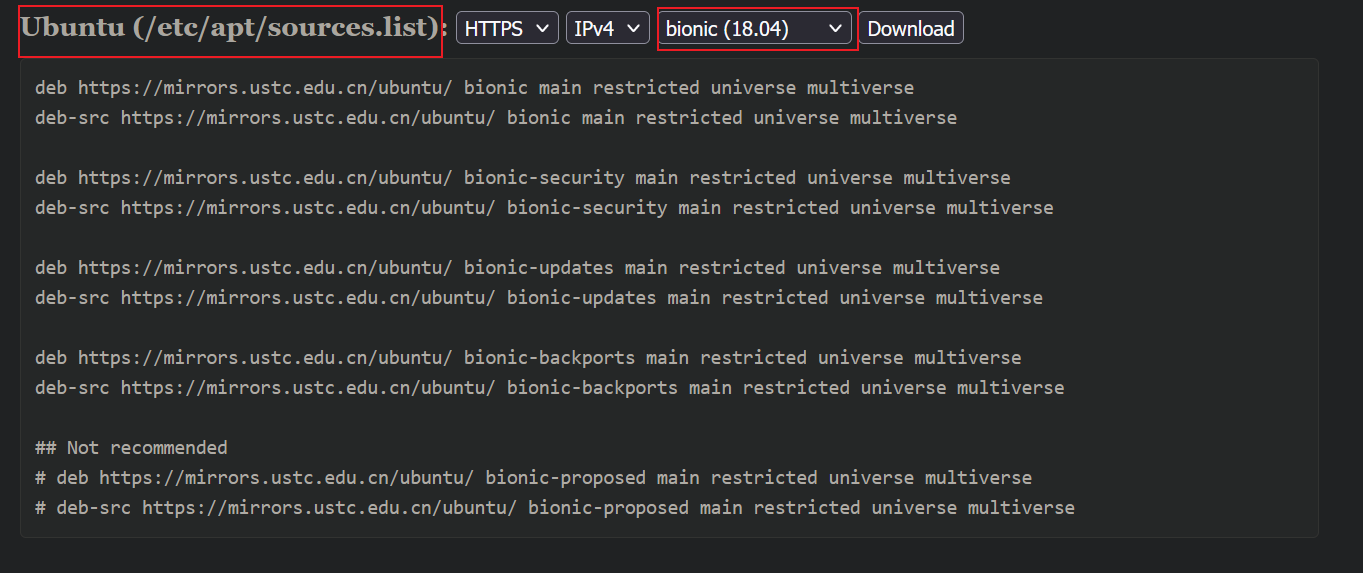 Ubuntu (/etc/apt/sources.list): HTTPS IPv4 bionic (18.04) Download
deb https://mirrors.ustc.edu.cn/ubuntu/ bionic main restricted universe multiverse
deb-src https://mirrors.ustc.edu.cn/ubuntu/ bionic main restricted universe multiverse
deb https://mirrors.ustc.edu.cn/ubuntu/ bionic-security main restricted universe multiverse
deb-src https://mirrors.ustc.edu.cn/ubuntu/ bionic-security main restricted universe multiverse
deb https://mirrors.ustc.edu.cn/ubuntu/ bionic-updates main restricted universe multiverse
deb-src https://mirrors.ustc.edu.cn/ubuntu/ bionic-updates main restricted universe multiverse
deb https://mirrors.ustc.edu.cn/ubuntu/ bionic-backports main restricted universe multiverse
deb-src https://mirrors.ustc.edu.cn/ubuntu/ bionic-backports main restricted universe multiverse
## Not recommended
# deb https://mirrors.ustc.edu.cn/ubuntu/ bionic-proposed main restricted universe multiverse
# deb-src https://mirrors.ustc.edu.cn/ubuntu/ bionic-proposed main restricted universe multiverse